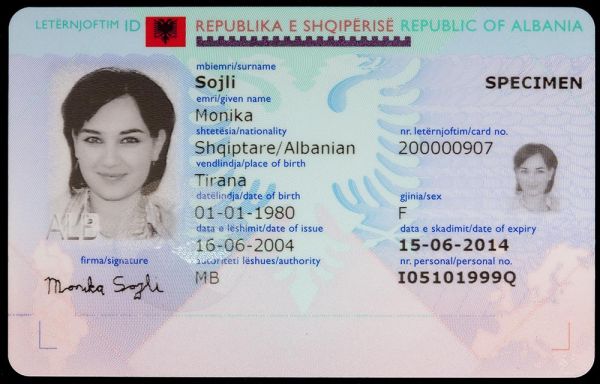 LETËRNJOFTIM ID REPUBLIKA E SHQIPËRISË REPUBLIC OF ALBANIA
mbiemri/surname
Sojli
SPECIMEN
emri/given name
Monika
shtetësia/nationality
nr. letërnjoftim/card no.
Shqiptare/Albanian
200000907
vendlindja/place of birth
Tirana
datëlindja/date of birth
gjinia/sex
01-01-1980
F
ALB
data e lëshimit/date of issue
data e skadimit/date of expiry
16-06-2004
15-06-2014
firma/signature
autoriteti lëshues/authority
nr. personal/personal no.
MB
I05101999Q
Monika Sojli